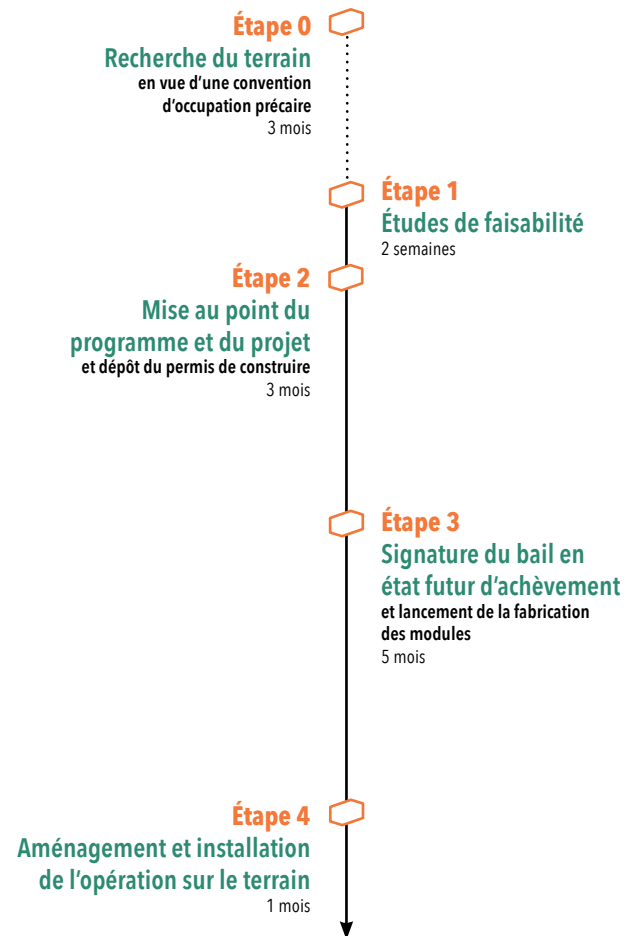 Étape 0
Recherche du terrain
en vue d’une convention
d’occupation précaire
3 mois
Étape 1
Études de faisabilité
2 semaines
Étape 2
Mise au point du
programme et du projet
et dépôt du permis de construire
3 mois
Étape 3
Signature du bail en
état futur d’achèvement
et lancement de la fabrication
des modules
5 mois
Étape 4
Aménagement et installation
de l’opération sur le terrain
1 mois